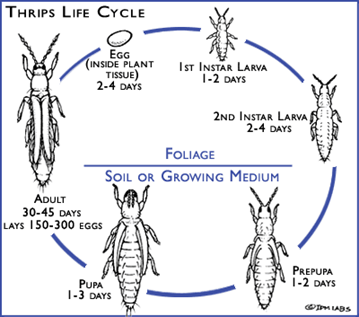 THRIPS LIFE CYCLE
EGG
(INSIDE PLANT
TISSUE)
2-4 DAYS
1ST INSTAR LARVA
1-2 DAYS
2ND INSTAR LARVA
2-4 DAYS
FOLIAGE
SOIL OR GROWING MEDIUM
ADULT
30-45 DAYS
LAYS 150-300 EGGS
PUPA
1-3 DAYS
PREPUPA
1-2 DAYS
©IPM LABS